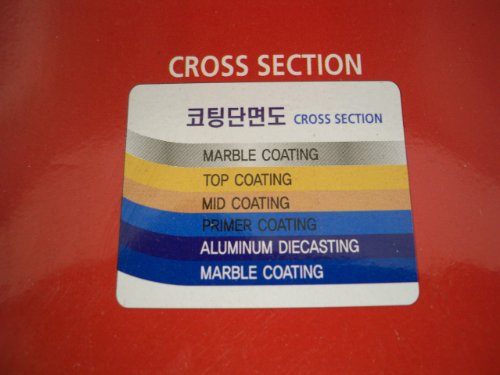 CROSS SECTION
코팅단면도 CROSS SECTION
MARBLE COATING
TOP COATING
MID COATING
PRIMER COATING
ALUMINUM DIECASTING
MARBLE COATING